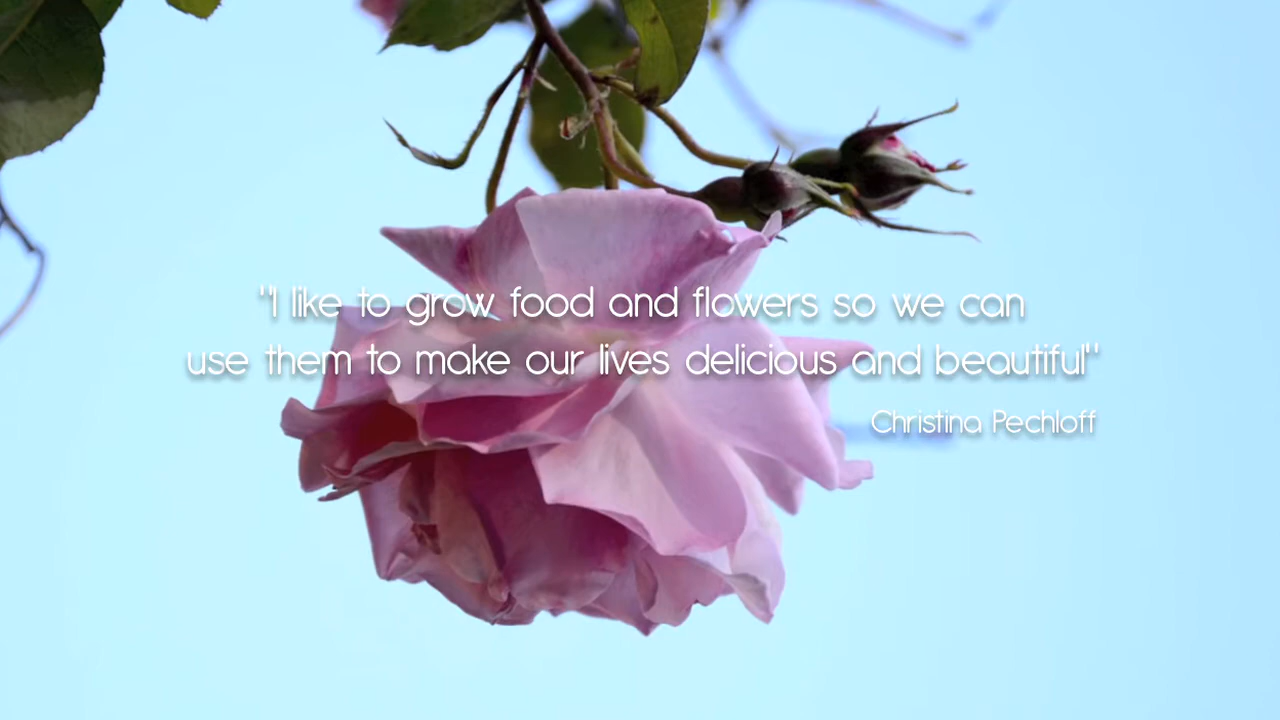 "I like to grow food and flowers so we can
use them to make our lives delicious and beautiful"
Christina Pechloff